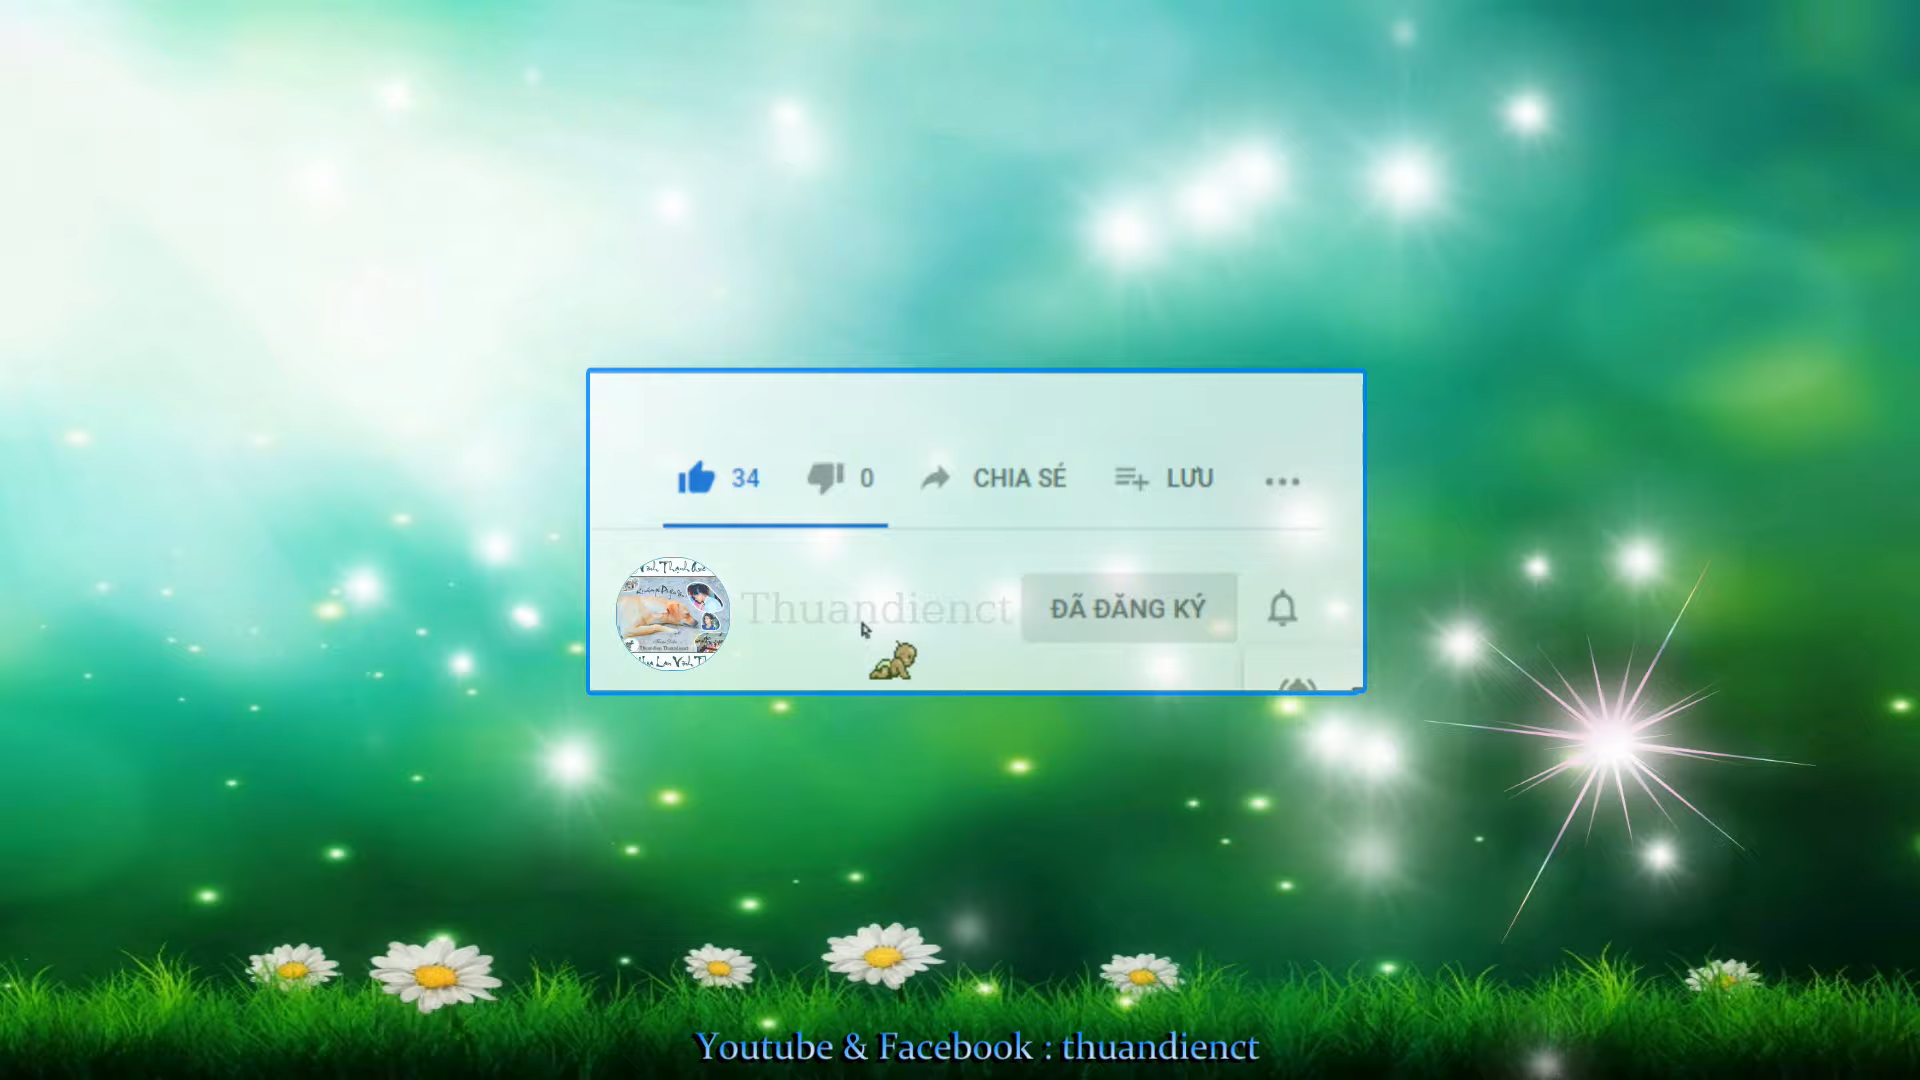 34 0 CHIA SẺ LƯU
Thuandienct ĐÃ ĐĂNG KÝ
Youtube & Facebook : thuandienct